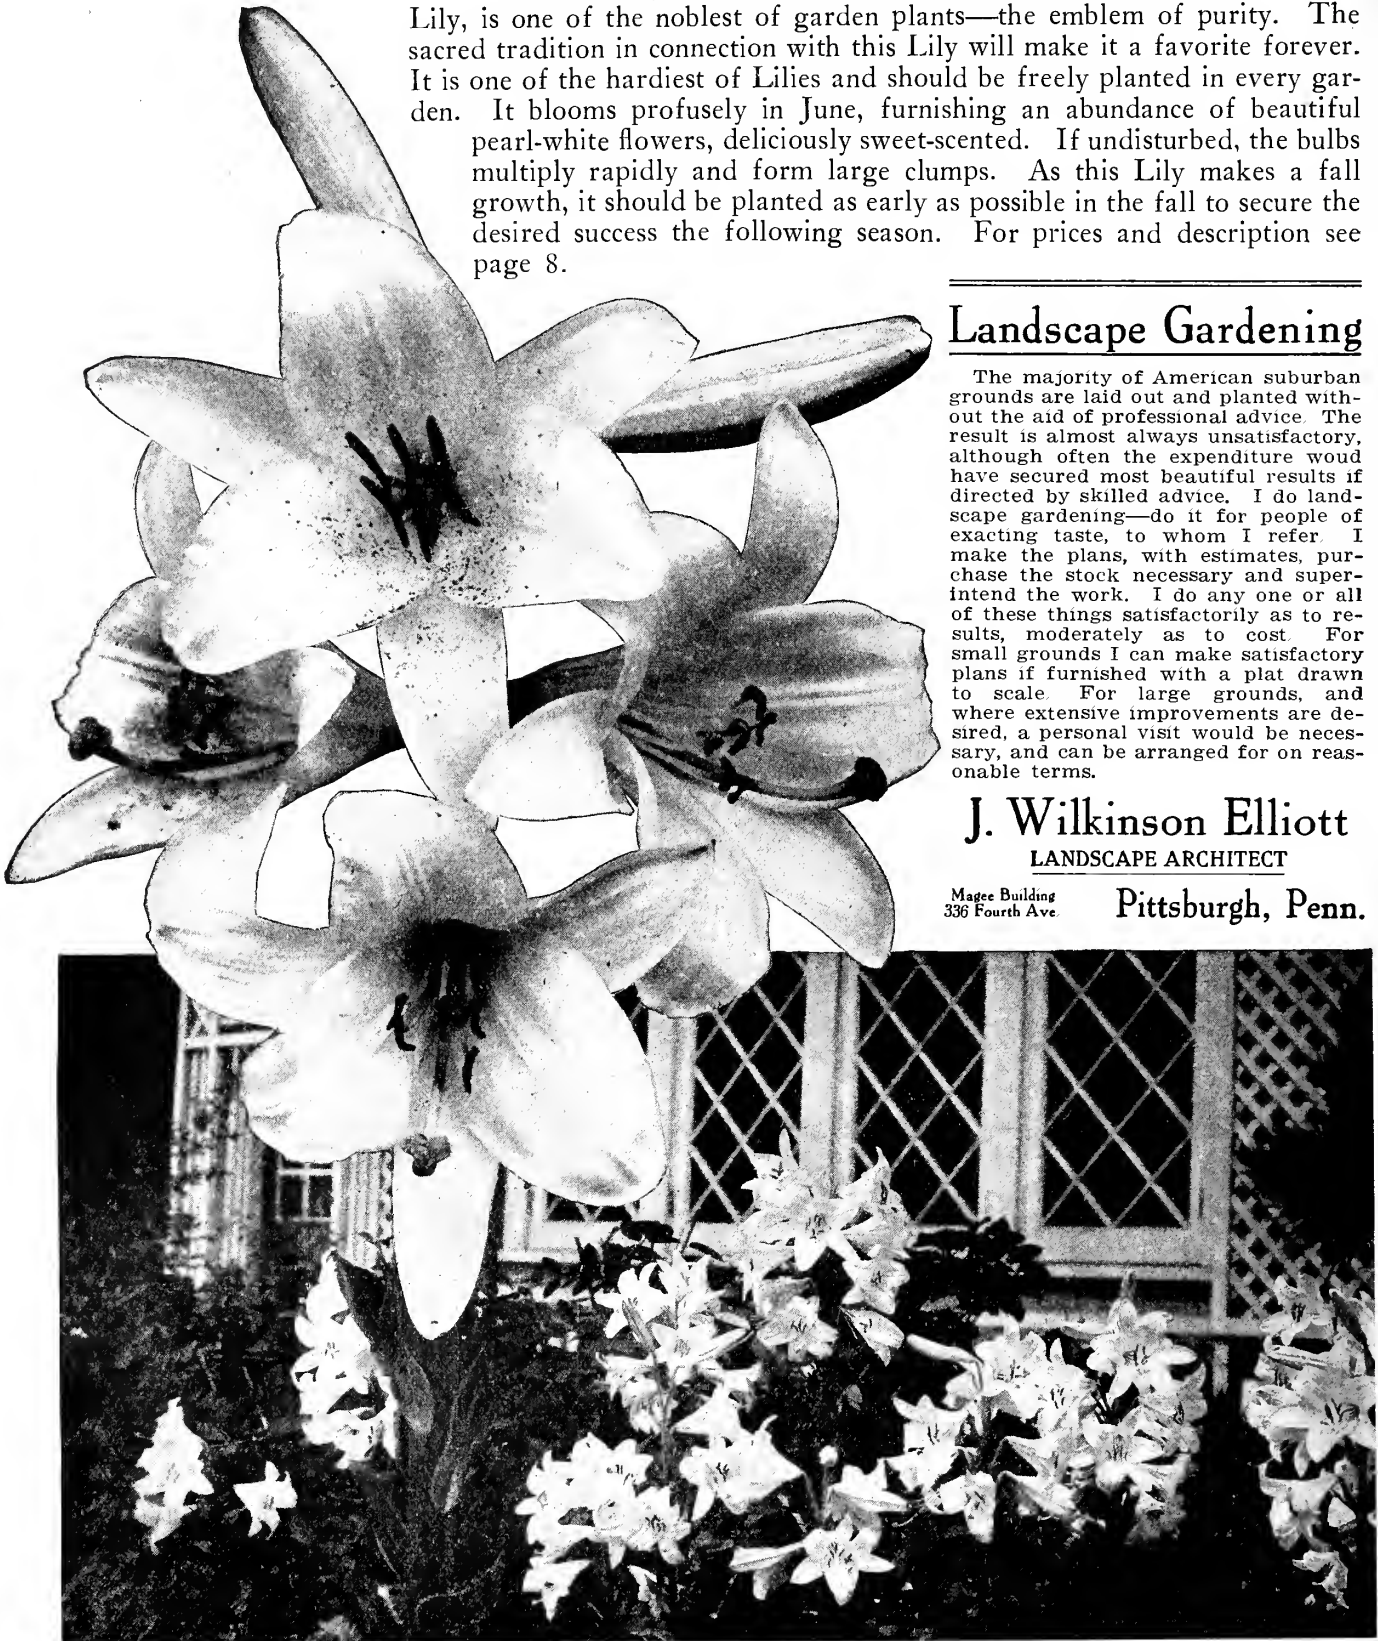 Lily, is one of the noblest of garden plants—the emblem of purity. The
sacred tradition in connection with this Lily will make it a favorite forever.
It is one of the hardiest of Lilies and should be freely planted in every gar-
den. It blooms profusely in June, furnishing an abundance of beautiful
pearl-white flowers, deliciously sweet-scented. If undisturbed, the bulbs
multiply rapidly and form large clumps. As this Lily makes a fall
growth, it should be planted as early as possible in the fall to secure the
desired success the following season. For prices and description see
page 8.
Landscape Gardening
The majority of American suburban
grounds are laid out and planted with-
out the aid of professional advice. The
result is almost always unsatisfactory,
although often the expenditure woud
have secured most beautiful results if
directed by skilled advice. I do land-
scape gardening—do it for people of
exacting taste, to whom I refer. I
make the plans, with estimates, pur-
chase the stock necessary and super-
intend the work. I do any one or all
of these things satisfactorily as to re-
sults, moderately as to cost. For
small grounds I can make satisfactory
plans if furnished with a plat drawn
to scale. For large grounds, and
where extensive improvements are de-
sired, a personal visit would be neces-
sary, and can be arranged for on reas-
onable terms.
J. Wilkinson Elliott
LANDSCAPE ARCHITECT
Magee Building
336 Fourth Ave.
Pittsburgh, Penn.